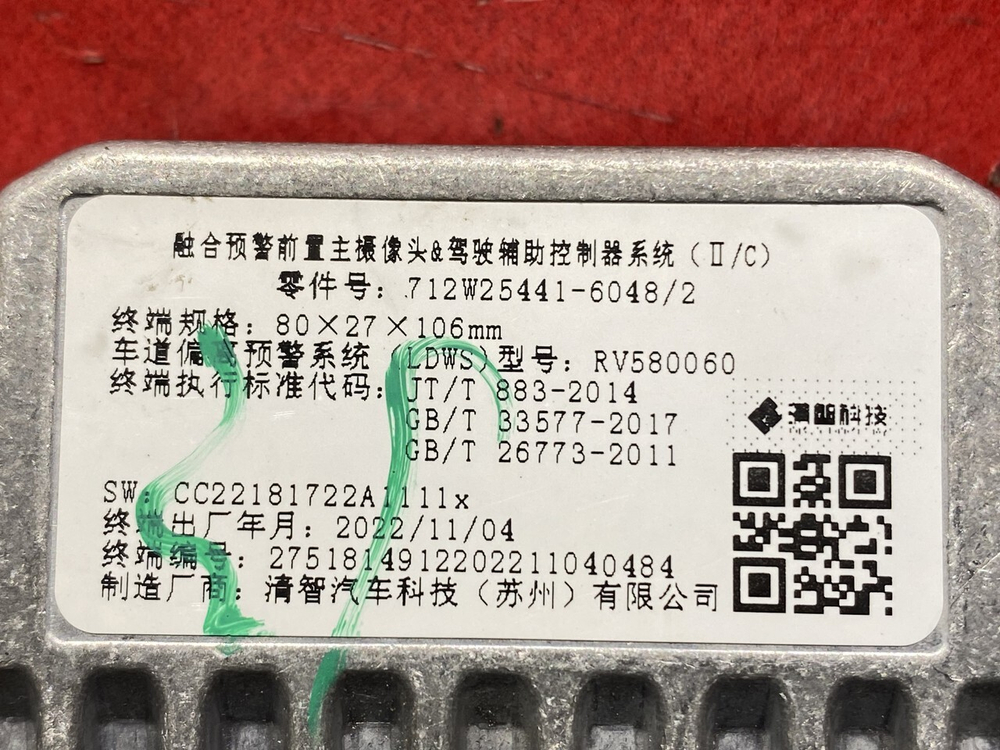 融合预警前置主摄像头&驾驶辅助控制器系统（Ⅱ/C）
零件号：712W25441-6048/2
终端规格：80×27×106mm
车道偏离预警系统（LDWS）型号：RV580060
终端执行标准代码：JT/T 883-2014
GB/T 33577-2017
GB/T 26773-2011
清智科技
SW：CC22181722A1111x
终端出厂年月：2022/11/04
终端编号：27518149122022211040484
制造厂商：清智汽车科技（苏州）有限公司